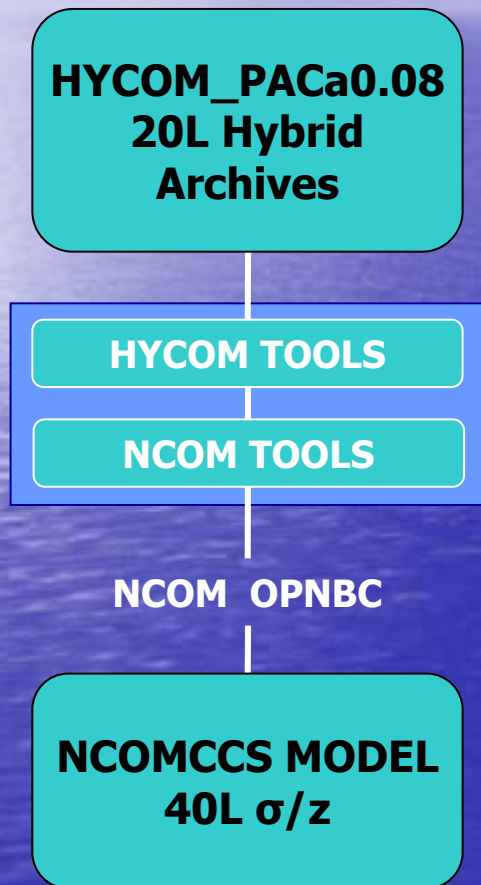 HYCOM_PACa0.08
20L Hybrid
Archives
HYCOM TOOLS
NCOM TOOLS
NCOM OPNBC
NCOMCCS MODEL
40L σ/z